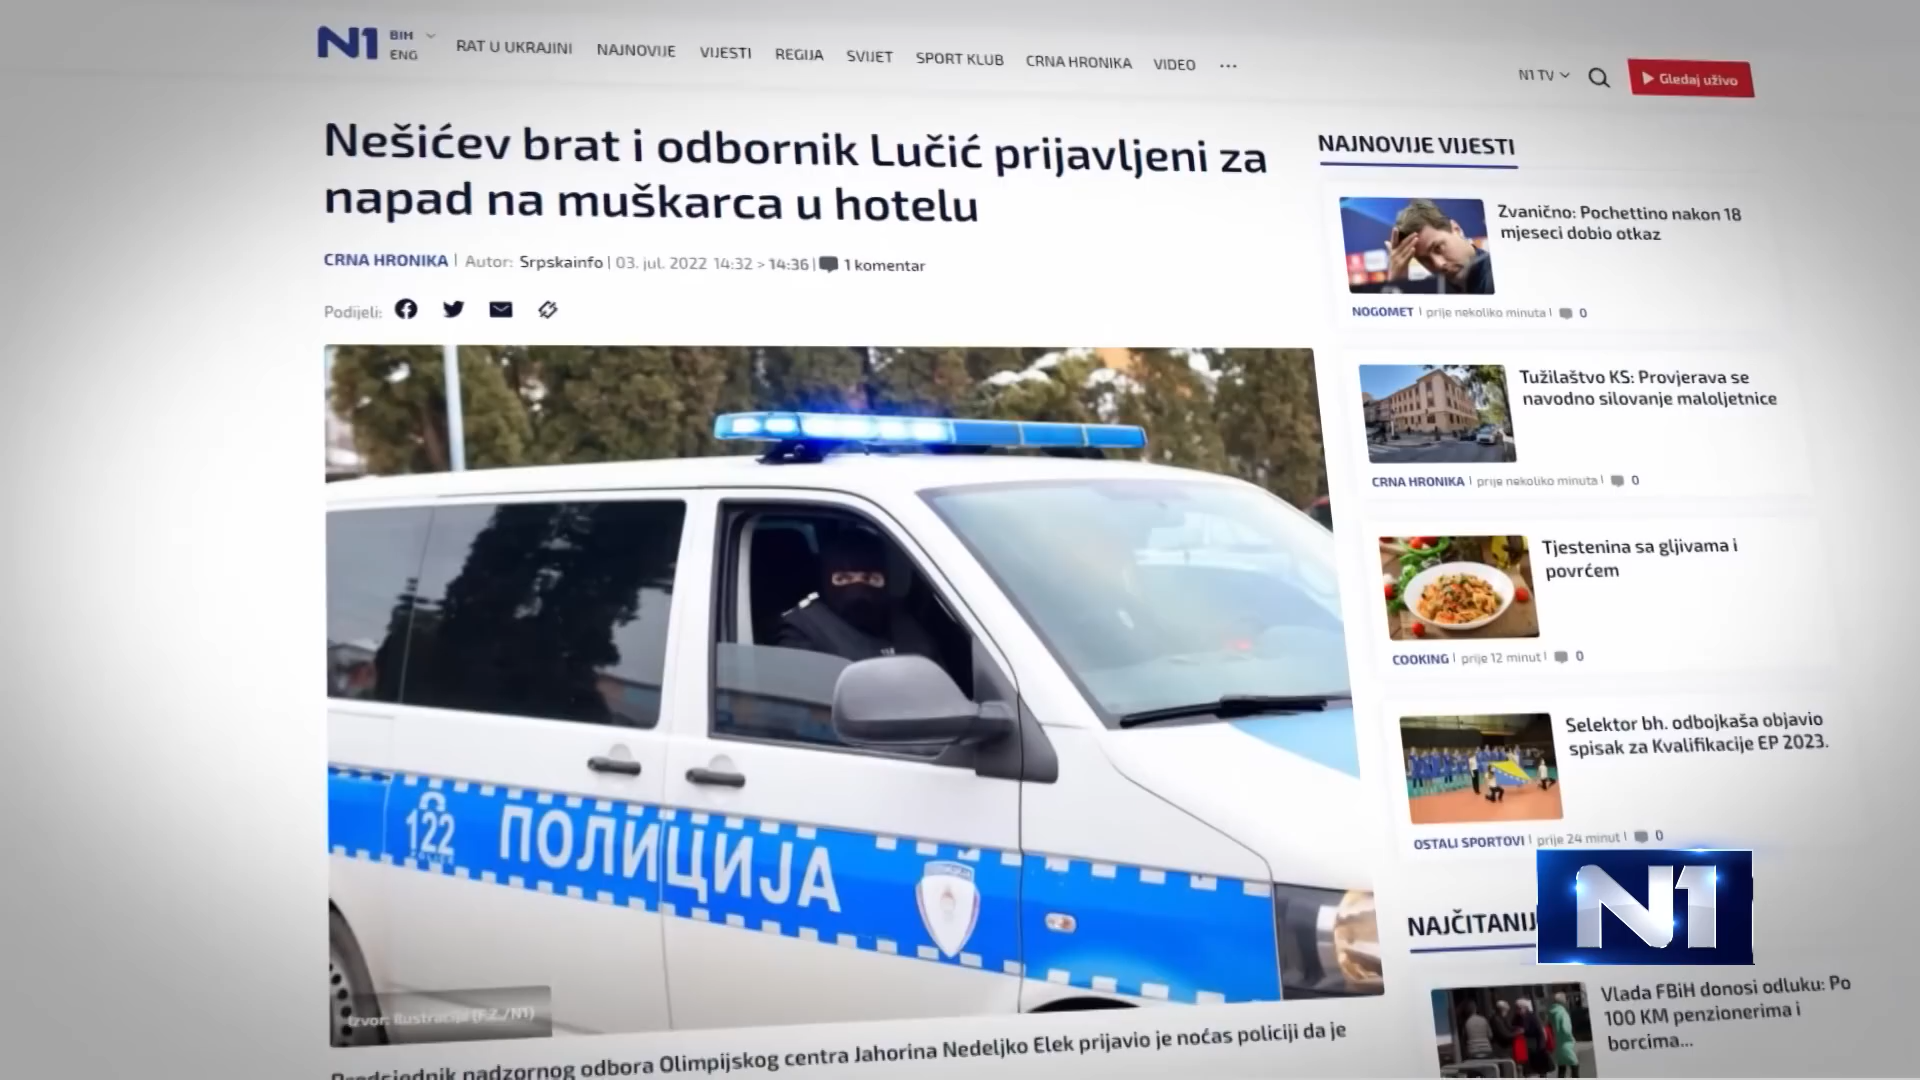 N1
BIH
ENG
RAT U UKRAJINI NAJNOVIJE VIJESTI REGIJA SVIJET SPORT KLUB CRNA HRONIKA VIDEO ...
N1 TV
Gledaj uživo
Nešićev brat i odbornik Lučić prijavljeni za
napad na muškarca u hotelu
CRNA HRONIKA | Autor: Srpskainfo | 03. jul. 2022 14:32 > 14:36 | 1 komentar
Podijeli:
122
ПОЛИЦИЈА
Izvor: Ilustracija (F.Z./N1)
Predsjednik nadzornog odbora Olimpijskog centra Jahorina Nedeljko Elek prijavio je noćas policiji da je
NAJNOVIJE VIJESTI
Zvanično: Pochettino nakon 18
mjeseci dobio otkaz
NOGOMET | prije nekoliko minuta | 0
Tužilaštvo KS: Provjerava se
navodno silovanje maloljetnice
CRNA HRONIKA | prije nekoliko minuta | 0
Tjestenina sa gljivama i
povrćem
COOKING | prije 12 minut | 0
Selektor bh. odbojkaša objavio
spisak za Kvalifikacije EP 2023.
OSTALI SPORTOVI | prije 24 minut | 0
NAJČITANIJ
N1
Vlada FBiH donosi odluku: Po
100 KM penzionerima i
borcima...